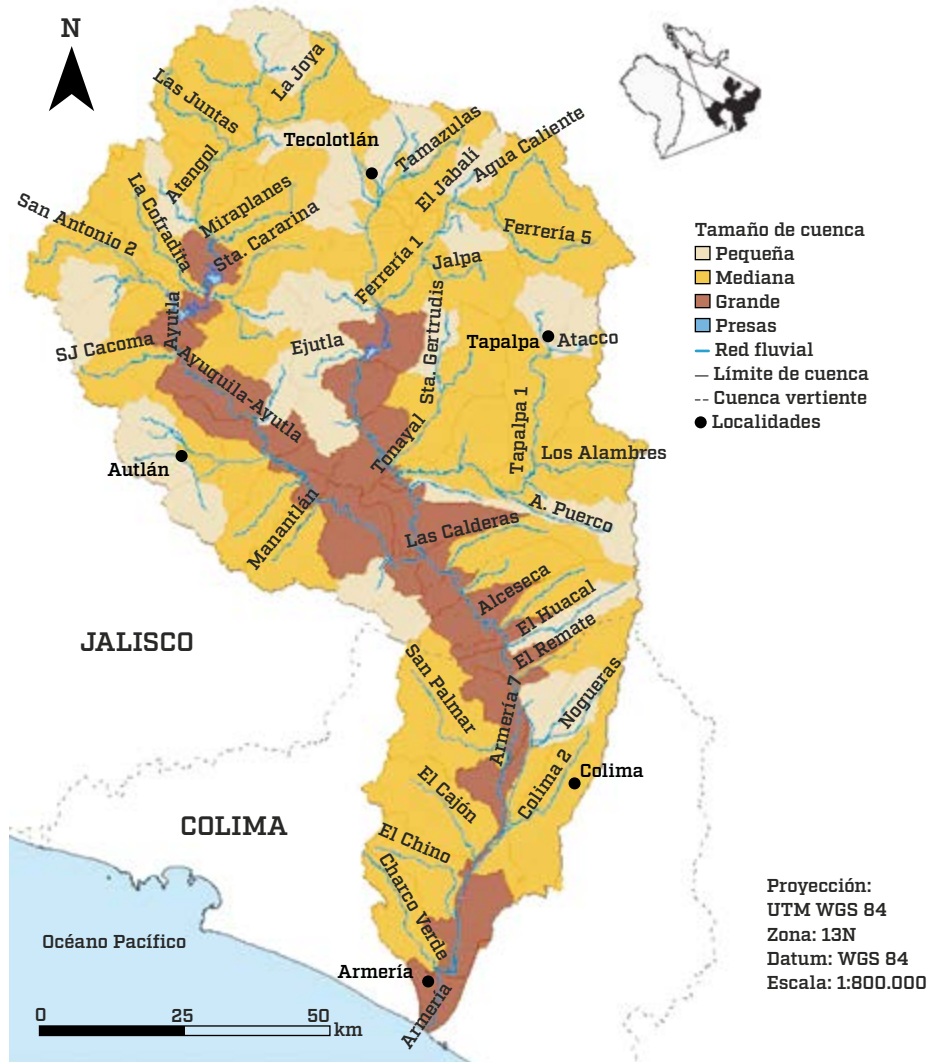 N
La Joya
Las Juntas
Tecolotlán
Tamazulas
Agua Caliente
El Jabalí
Atengol
La Cofradita
Miraplanes
San Antonio 2
Sta. Cararina
Ferrería 5
Ferrería 1
Jalpa
Tamaño de cuenca
Pequeña
Mediana
Grande
Presas
Red fluvial
Límite de cuenca
Cuenca vertiente
Localidades
SJ Cacoma
Ayutla
Ejutla
Sta. Gertrudis
Tapalpa
Atacco
Ayuquila-Ayutla
Tonayal
Tapalpa 1
Los Alambres
Autlán
Manantlán
A. Puerco
Las Calderas
Alceseca
El Huacal
El Remate
JALISCO
San Palmar
Armería 7
Nogueras
Colima 2
Colima
El Cajón
COLIMA
El Chino
Charco Verde
Océano Pacífico
Armería
Armería
0 25 50
km
Proyección:
UTM WGS 84
Zona: 13N
Datum: WGS 84
Escala: 1:800.000